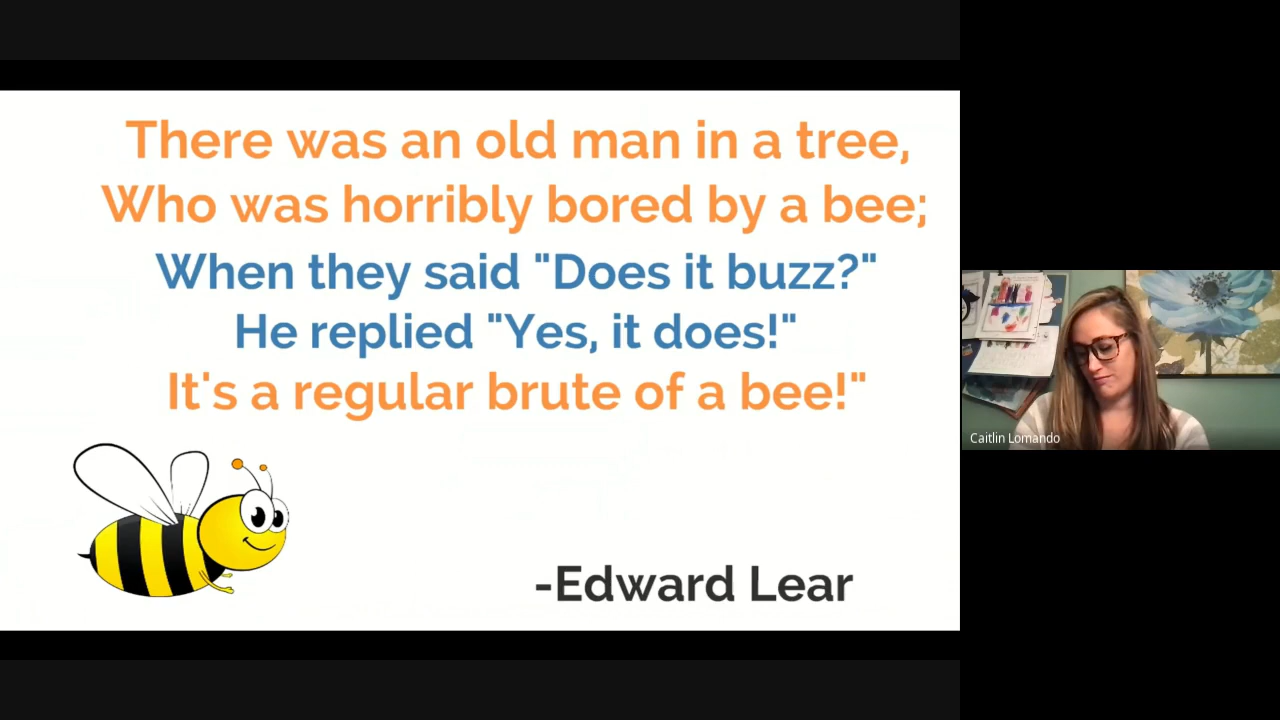 There was an old man in a tree,
Who was horribly bored by a bee;
When they said "Does it buzz?"
He replied "Yes, it does!"
It's a regular brute of a bee!"
-Edward Lear
Caitlin Lomando